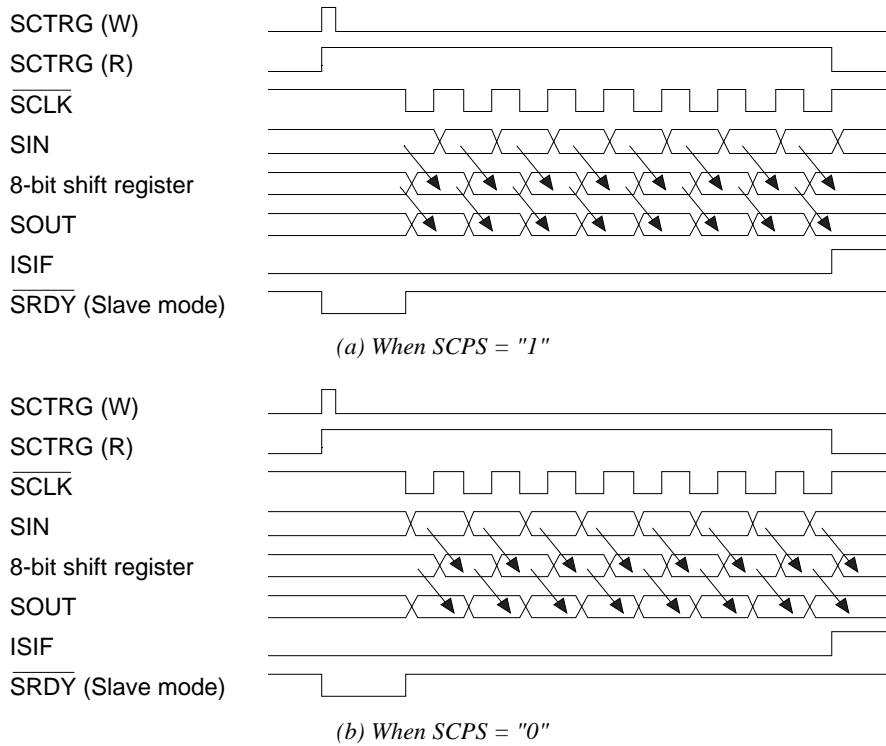 SCTRG (W)
SCTRG (R)
SCLK
SIN
8-bit shift register
SOUT
ISIF
SRDY (Slave mode)
(a) When SCPS = "1"
SCTRG (W)
SCTRG (R)
SCLK
SIN
8-bit shift register
SOUT
ISIF
SRDY (Slave mode)
(b) When SCPS = "0"